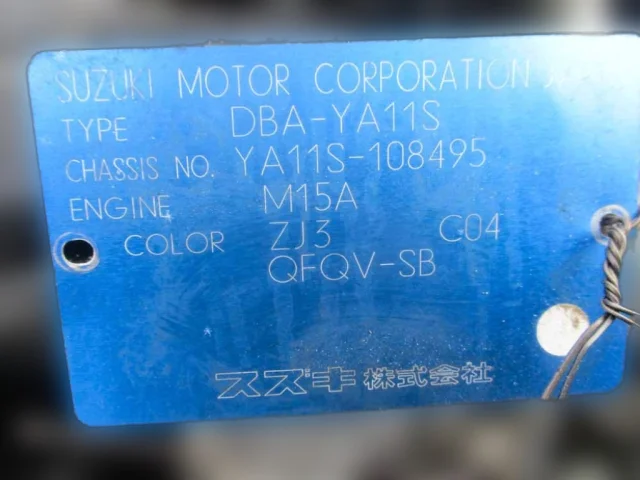 SUZUKI MOTOR CORPORATION
TYPE DBA-YA11S
CHASSIS NO. YA11S-108495
ENGINE M15A
COLOR ZJ3 C04
QFQV-SB
スズキ株式会社